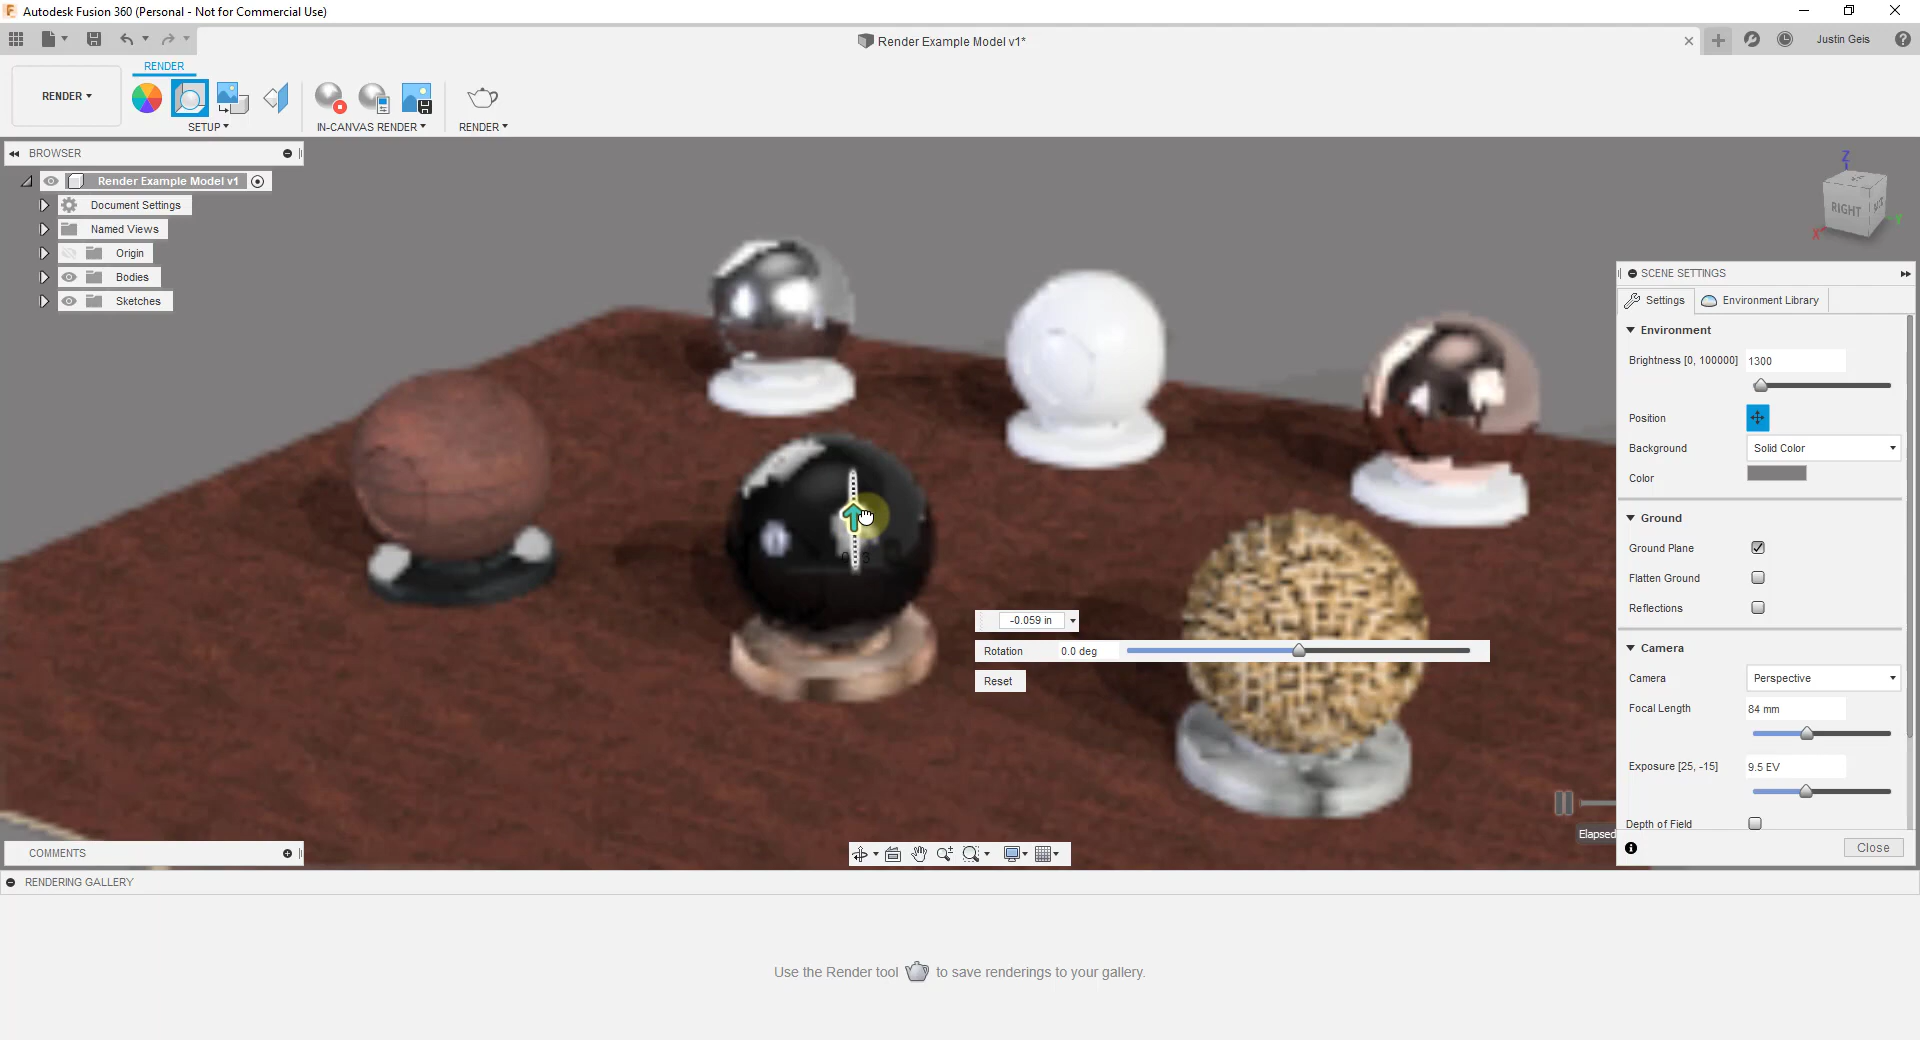 Autodesk Fusion 360 (Personal - Not for Commercial Use)
Render Example Model v1*
Justin Geis
RENDER
RENDER
SETUP
IN-CANVAS RENDER
RENDER
BROWSER
Render Example Model v1
Document Settings
Named Views
Origin
Bodies
Sketches
Z
RIGHT
X
Y
SCENE SETTINGS
Settings
Environment Library
Environment
Brightness [0, 100000]
1300
Position
Background
Solid Color
Color
Ground
Ground Plane
Flatten Ground
Reflections
Camera
Camera
Perspective
Focal Length
84 mm
Exposure [25, -15]
9.5 EV
Depth of Field
Close
-0.059 in
Rotation
0.0 deg
Reset
Elapsed
COMMENTS
RENDERING GALLERY
Use the Render tool to save renderings to your gallery.